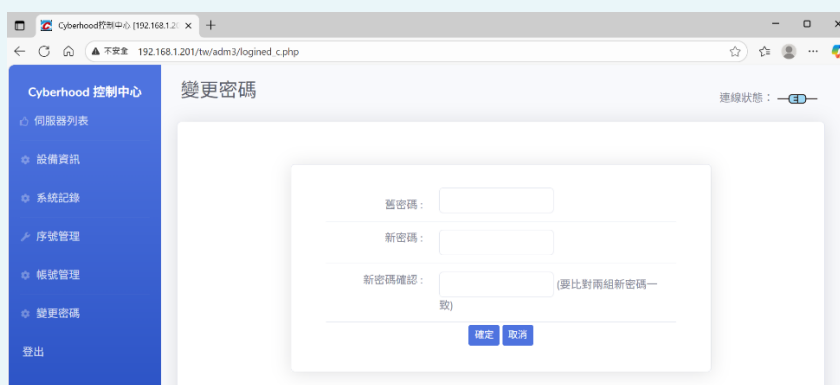 Cyberhood控制中心 [192.168.1.20
不安全 192.168.1.201/tw/adm3/logined_c.php
Cyberhood 控制中心
伺服器列表
設備資訊
系統記錄
序號管理
帳號管理
變更密碼
登出
變更密碼
連線狀態：
舊密碼：
新密碼：
新密碼確認：
(要比對兩組新密碼一
致)
確定 取消